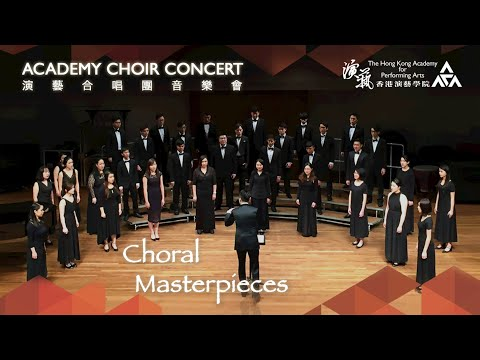 ACADEMY CHOIR CONCERT
演藝合唱團音樂會
演藝
The Hong Kong Academy
for
Performing Arts
香港演藝學院
Choral
Masterpieces